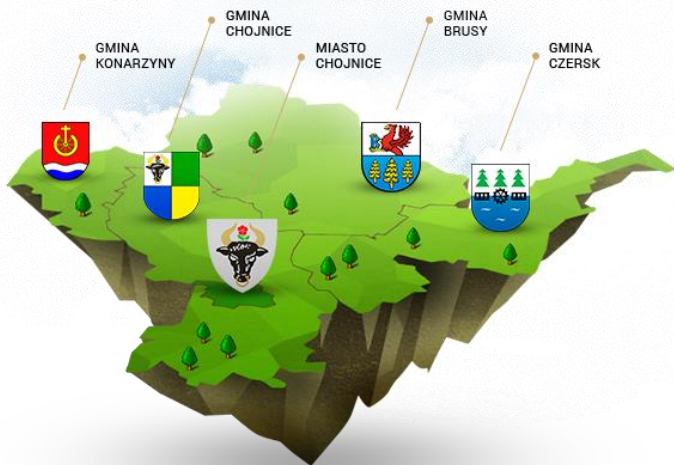 GMINA
KONARZYNY
GMINA
CHOJNICE
MIASTO
CHOJNICE
GMINA
BRUSY
GMINA
CZERSK
B